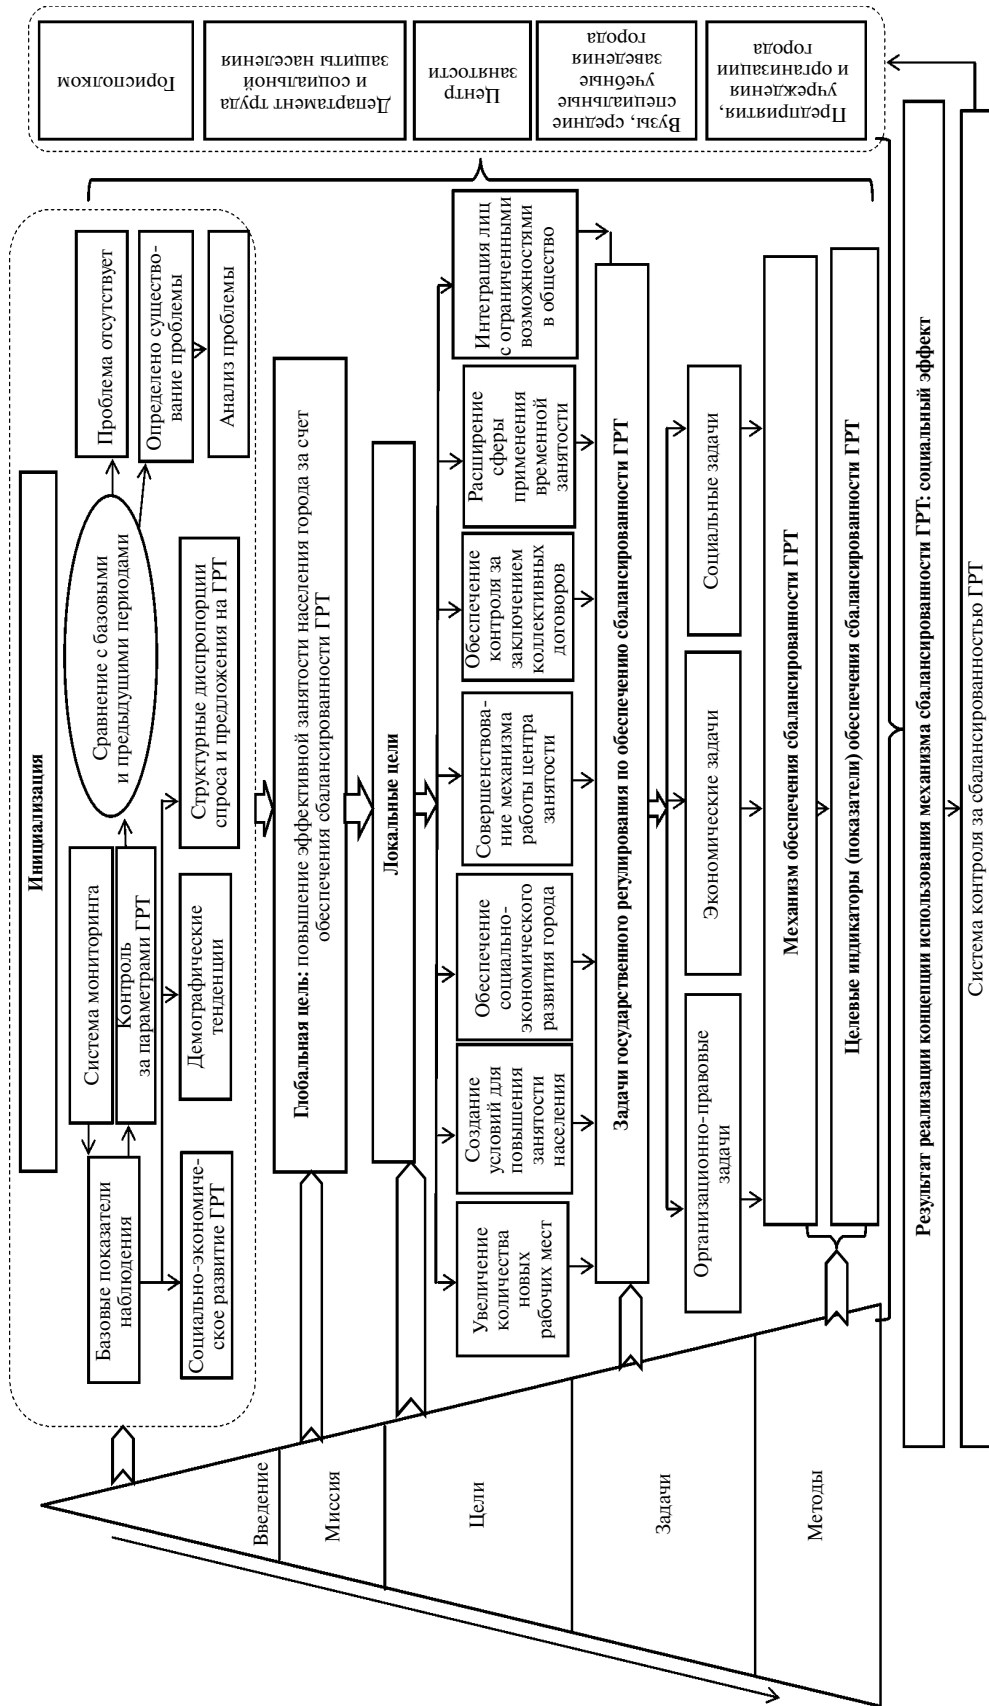 Инициализация
Система мониторинга
Базовые показатели
наблюдения
Контроль
за параметрами ГРТ
Сравнение с базовыми
и предыдущими периодами
Проблема отсутствует
Определено существо-
вание проблемы
Анализ проблемы
Социально-экономиче-
ское развитие ГРТ
Демографические
тенденции
Структурные диспропорции
спроса и предложения на ГРТ
Глобальная цель: повышение эффективной занятости населения города за счет
обеспечения сбалансированности ГРТ
Локальные цели
Увеличение
количества
новых
рабочих мест
Создание
условий для
повышения
занятости
населения
Обеспечение
социально-
экономического
развития города
Совершенствова-
ние механизма
работы центра
занятости
Обеспечение
контроля за
заключением
коллективных
договоров
Расширение
сферы
применения
временной
занятости
Интеграция лиц
с ограниченными
возможностями
в общество
Задачи государственного регулирования по обеспечению сбалансированности ГРТ
Организационно-правовые
задачи
Экономические задачи
Социальные задачи
Механизм обеспечения сбалансированности ГРТ
Целевые индикаторы (показатели) обеспечения сбалансированности ГРТ
Результат реализации концепции использования механизма сбалансированности ГРТ: социальный эффект
Система контроля за сбалансированностью ГРТ
Введение
Миссия
Цели
Задачи
Методы
Горисполком
Департамент труда
и социальной
защиты населения
Центр
занятости
Вузы, средние
специальные
учебные
заведения
города
Предприятия,
учреждения
и организации
города